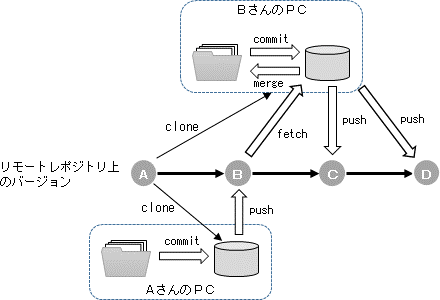 BさんのPC
commit
merge
clone
fetch
push
push
リモートレポジトリ上
のバージョン
A
B
C
D
clone
push
commit
AさんのPC